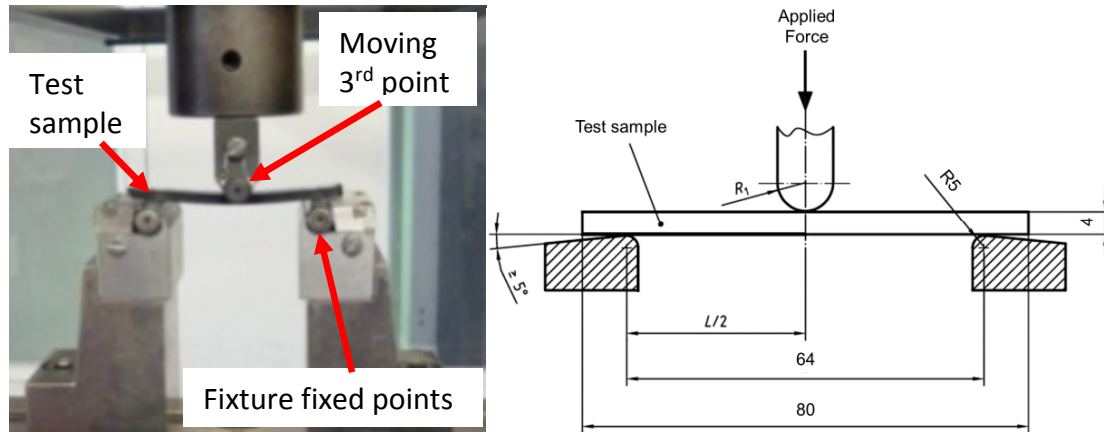 Test
sample
Moving
3rd point
Fixture fixed points
Applied
Force
Test sample
R1
R5
4
≥ 5°
L/2
64
80